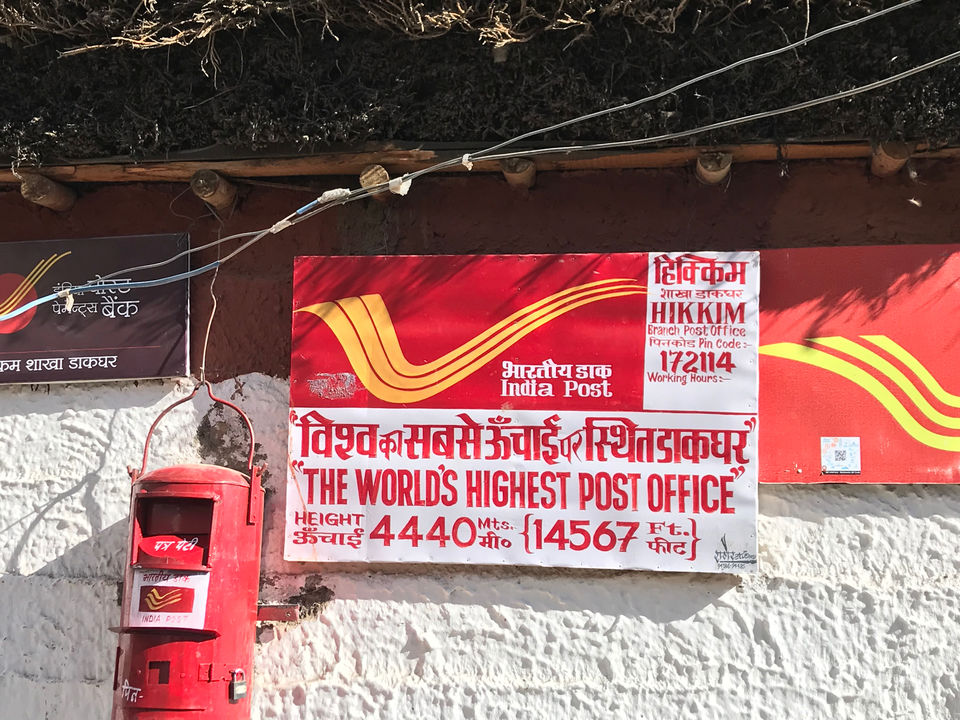 इंडिया पोस्ट
पेमेन्ट्स बैंक
शाखा डाकघर
भारतीय डाक
India Post
हिक्किम
शाखा डाकघर
HIKKIM
Branch Post Office
पिनकोड Pin Code:-
172114
Working Hours:-
"विश्व का सबसे ऊँचाई पर स्थित डाकघर"
"THE WORLD'S HIGHEST POST OFFICE"
HEIGHT 4440 Mts. {14567 Ft.}
ऊँचाई मी० फीट
पत्र पेटी
भारतीय डाक
INDIA POST
पिन-